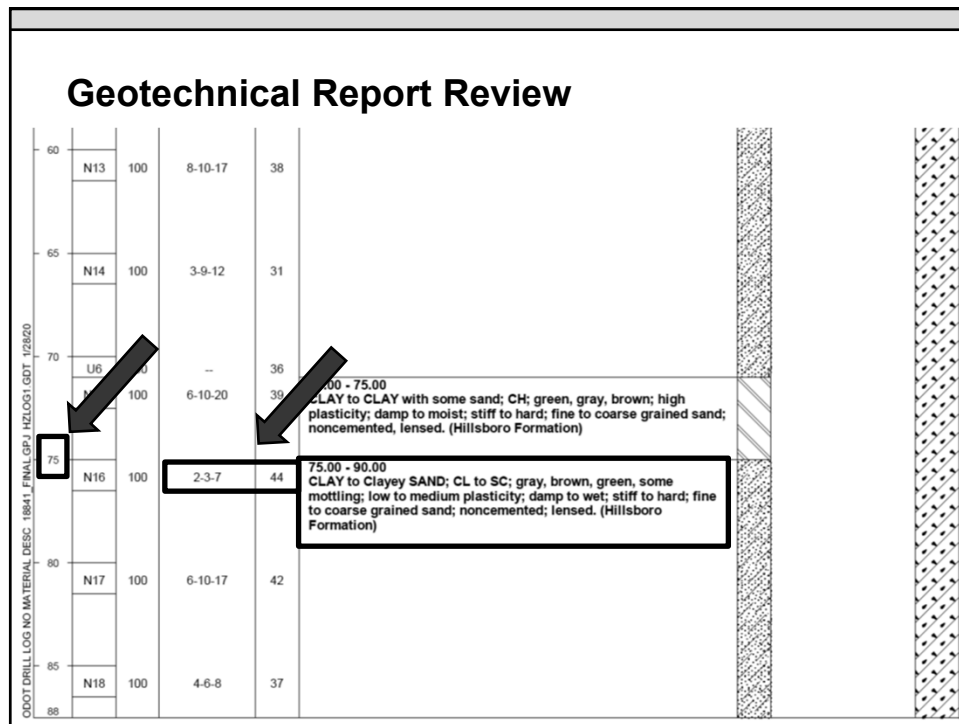 Geotechnical Report Review
60
N13 100 8-10-17 38
65
N14 100 3-9-12 31
70
U6 -- 36
.00 - 75.00
100 6-10-20 39
CLAY to CLAY with some sand; CH; green, gray, brown; high
plasticity; damp to moist; stiff to hard; fine to coarse grained sand;
noncemented, lensed. (Hillsboro Formation)
75
N16 100 2-3-7 44
75.00 - 90.00
CLAY to Clayey SAND; CL to SC; gray, brown, green, some
mottling; low to medium plasticity; damp to wet; stiff to hard; fine
to coarse grained sand; noncemented; lensed. (Hillsboro
Formation)
80
N17 100 6-10-17 42
85
N18 100 4-6-8 37
88
ODOT DRILL LOG NO MATERIAL DESC 18841_FINAL.GPJ HZLOG1.GDT 1/28/20